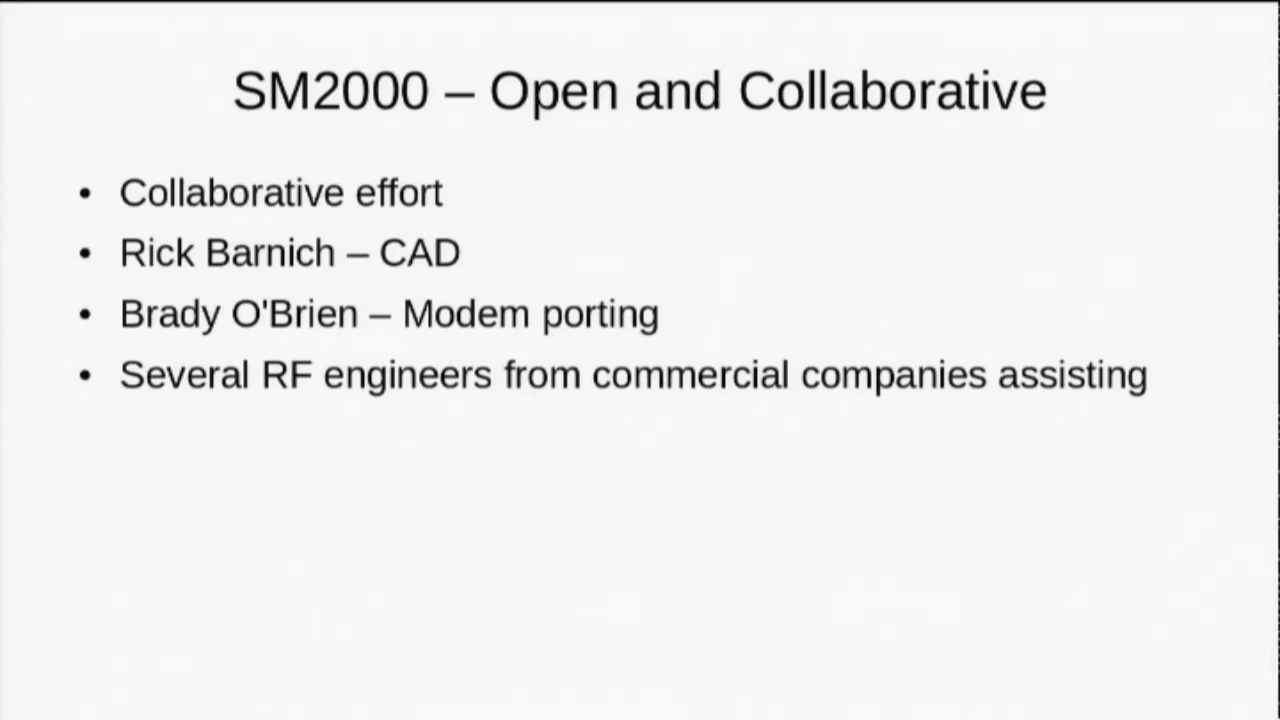 SM2000 – Open and Collaborative
• Collaborative effort
• Rick Barnich – CAD
• Brady O'Brien – Modem porting
• Several RF engineers from commercial companies assisting